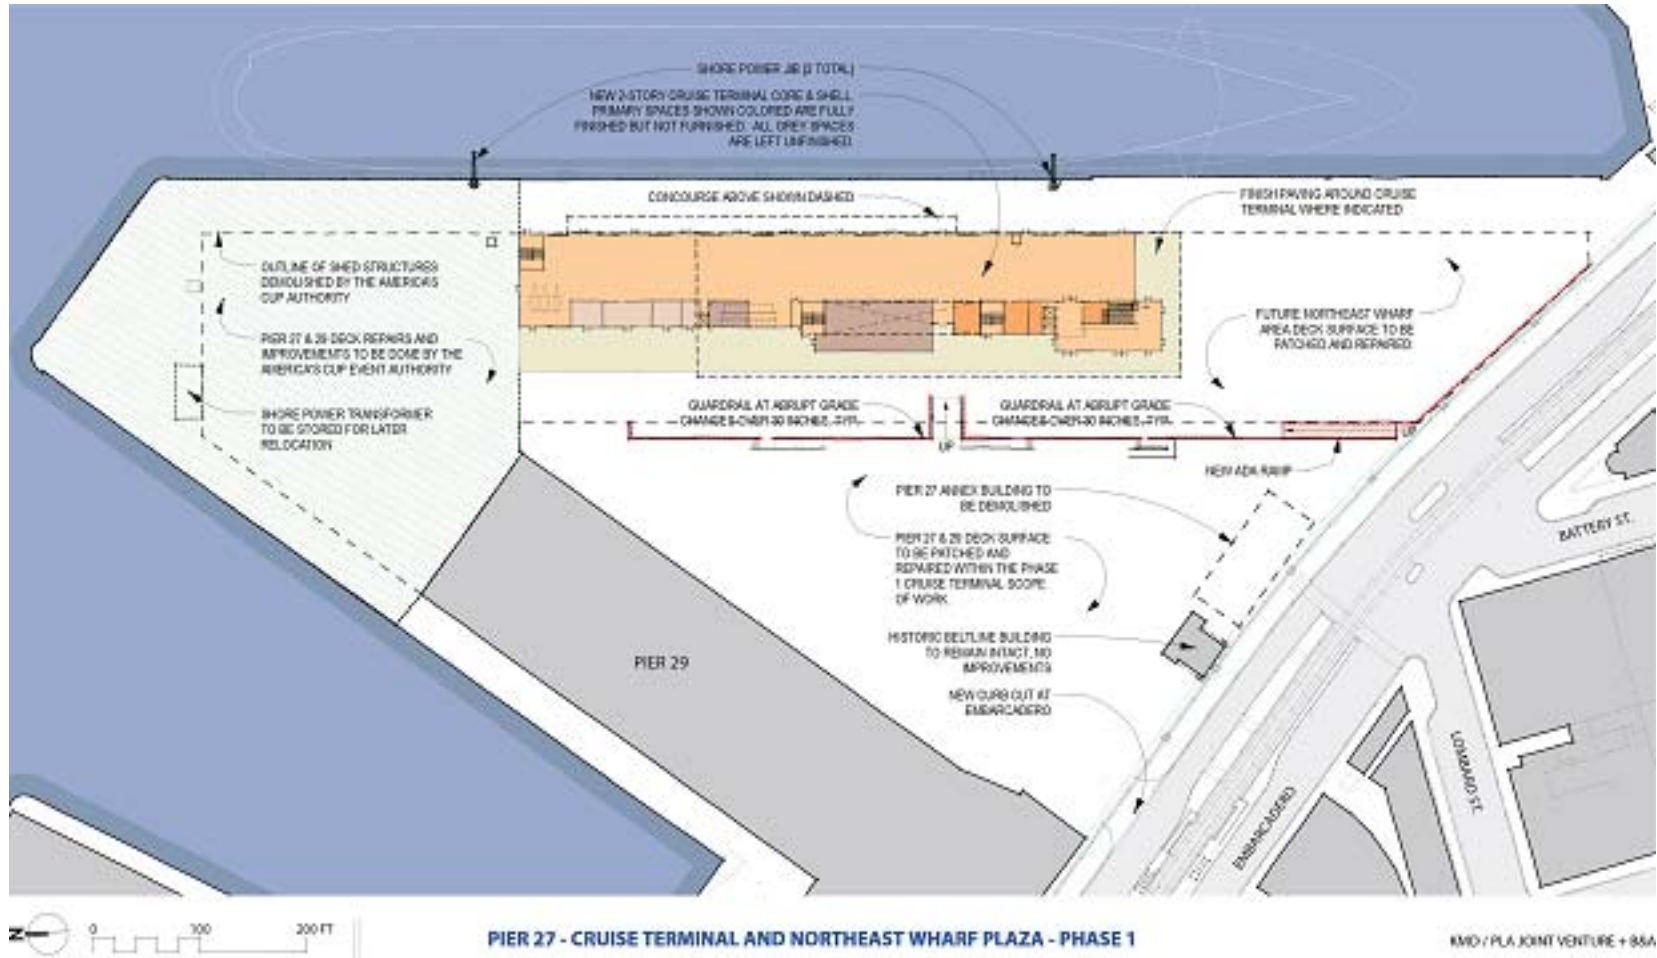 SHORE POWER JIB (2 TOTAL)
NEW 2-STORY CRUISE TERMINAL CORE & SHELL.
PRIMARY SPACES SHOWN COLORED ARE FULLY
FINISHED BUT NOT FURNISHED. ALL GREY SPACES
ARE LEFT UNFINISHED.
CONCOURSE ABOVE SHOWN DASHED
FINISH PAVING AROUND CRUISE
TERMINAL WHERE INDICATED
OUTLINE OF SHED STRUCTURES
DEMOLISHED BY THE AMERICA'S
CUP AUTHORITY
PIER 27 & 29 DECK REPAIRS AND
IMPROVEMENTS TO BE DONE BY THE
AMERICA'S CUP EVENT AUTHORITY
SHORE POWER TRANSFORMER
TO BE STORED FOR LATER
RELOCATION
FUTURE NORTHEAST WHARF
AREA DECK SURFACE TO BE
PATCHED AND REPAIRED
GUARDRAIL AT ABRUPT GRADE
CHANGES OVER 30 INCHES, TYP.
GUARDRAIL AT ABRUPT GRADE
CHANGES OVER 30 INCHES, TYP.
UP
UP
NEW ADA RAMP
PIER 27 ANNEX BUILDING TO
BE DEMOLISHED
PIER 27 & 29 DECK SURFACE
TO BE PATCHED AND
REPAIRED WITHIN THE PHASE
1 CRUISE TERMINAL SCOPE
OF WORK
HISTORIC BELTLINE BUILDING
TO REMAIN INTACT, NO
IMPROVEMENTS
NEW CURB CUT AT
EMBARCADERO
PIER 29
BATTERY ST.
LOMBARD ST.
EMBARCADERO
N
0 100 200 FT
PIER 27 - CRUISE TERMINAL AND NORTHEAST WHARF PLAZA - PHASE 1
KMD / PLA JOINT VENTURE + B&A